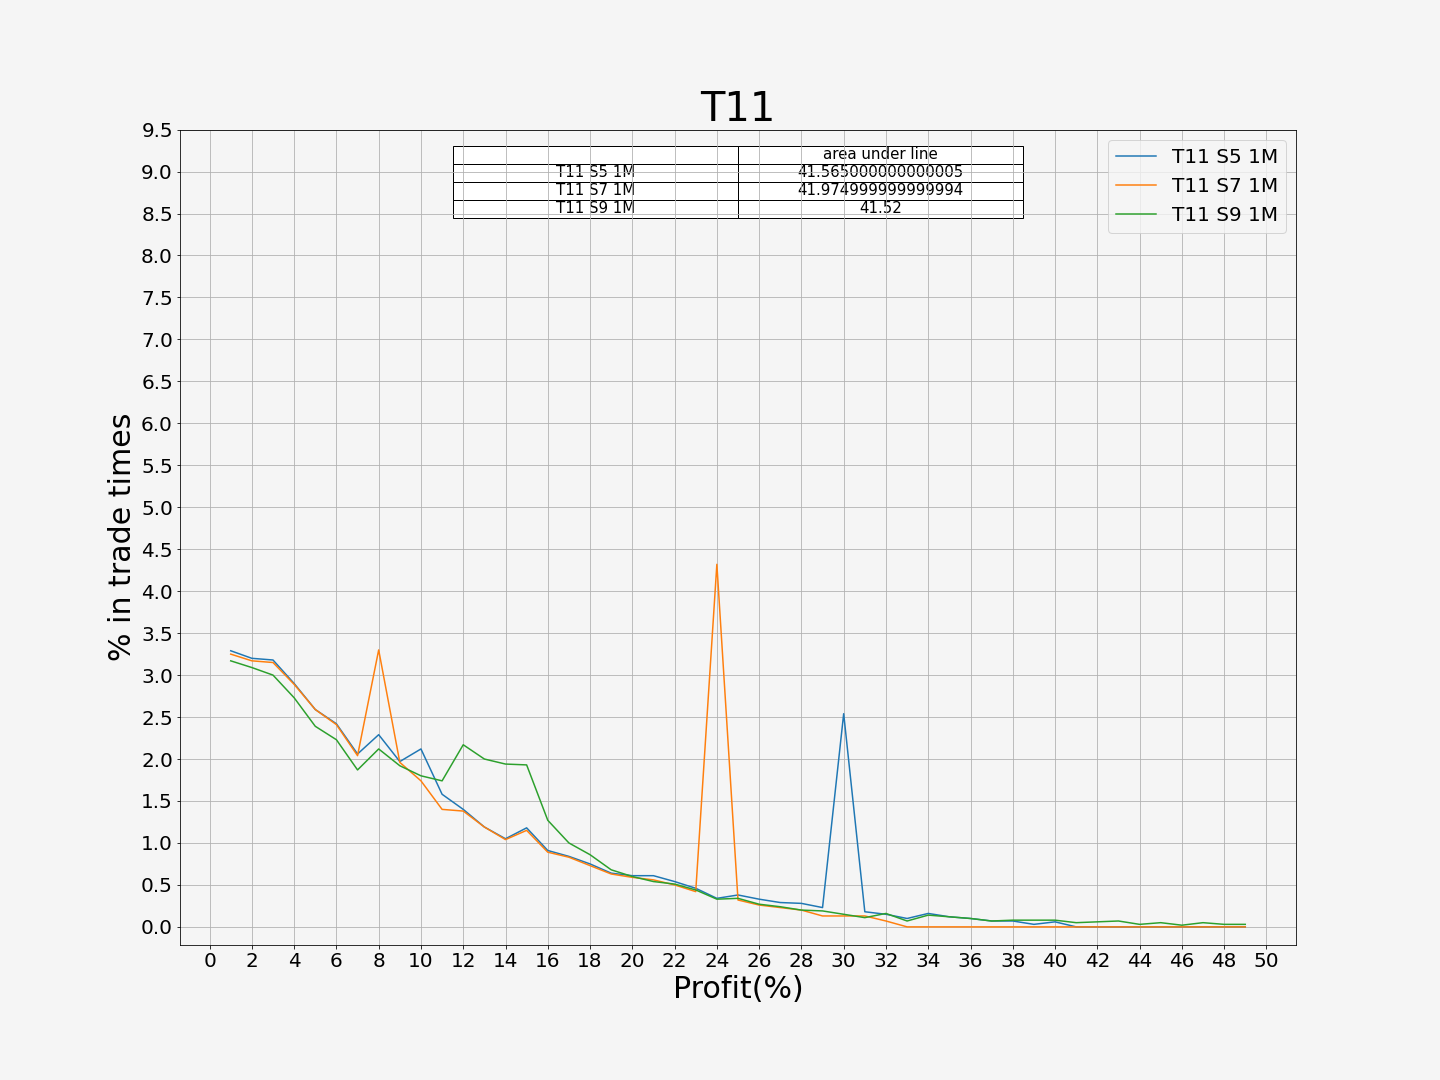 T11
area under line
T11 S5 1M 41.565000000000005
T11 S7 1M 41.974999999999994
T11 S9 1M 41.52
T11 S5 1M
T11 S7 1M
T11 S9 1M
9.5
9.0
8.5
8.0
7.5
7.0
6.5
6.0
5.5
5.0
4.5
4.0
3.5
3.0
2.5
2.0
1.5
1.0
0.5
0.0
% in trade times
0 2 4 6 8 10 12 14 16 18 20 22 24 26 28 30 32 34 36 38 40 42 44 46 48 50
Profit(%)